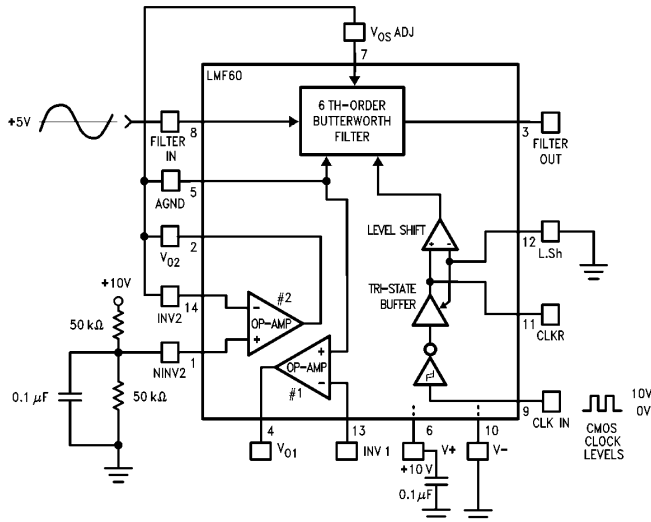 V_OS ADJ
7
LMF60
6 TH-ORDER
BUTTERWORTH
FILTER
+5V
FILTER
IN
8
3
FILTER
OUT
AGND
5
V_O2
2
LEVEL SHIFT
+ -
12
L.Sh
+10V
50 kΩ
INV2
14
#2
-
OP-AMP
+
TRI-STATE
BUFFER
11
CLKR
NINV2
1
0.1 μF
50 kΩ
+
OP-AMP
-
#1
9
CLK IN
10V
0V
CMOS
CLOCK
LEVELS
4
V_O1
13
INV 1
6
V+
+10 V
0.1μF
10
V-